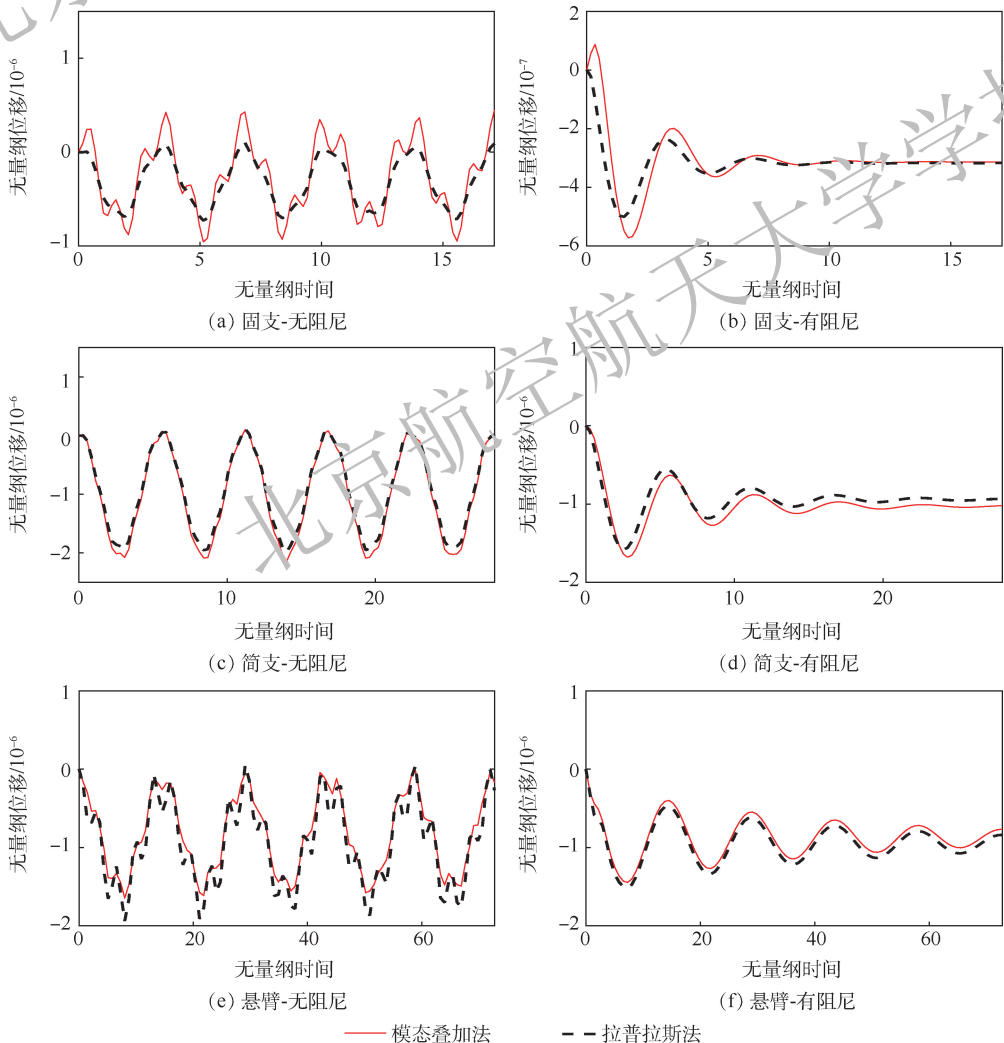 1
0
−1
0
5
10
15
无量纲位移/10⁻⁶
无量纲时间
(a) 固支-无阻尼
2
0
−2
−4
−6
0
5
10
15
无量纲位移/10⁻⁷
无量纲时间
(b) 固支-有阻尼
1
0
−1
−2
0
10
20
无量纲位移/10⁻⁶
无量纲时间
(c) 简支-无阻尼
1
0
−1
−2
0
10
20
无量纲位移/10⁻⁶
无量纲时间
(d) 简支-有阻尼
1
0
−1
−2
0
20
40
60
无量纲位移/10⁻⁶
无量纲时间
(e) 悬臂-无阻尼
1
0
−1
−2
0
20
40
60
无量纲位移/10⁻⁶
无量纲时间
(f) 悬臂-有阻尼
模态叠加法
拉普拉斯法
北京航空航天大学学